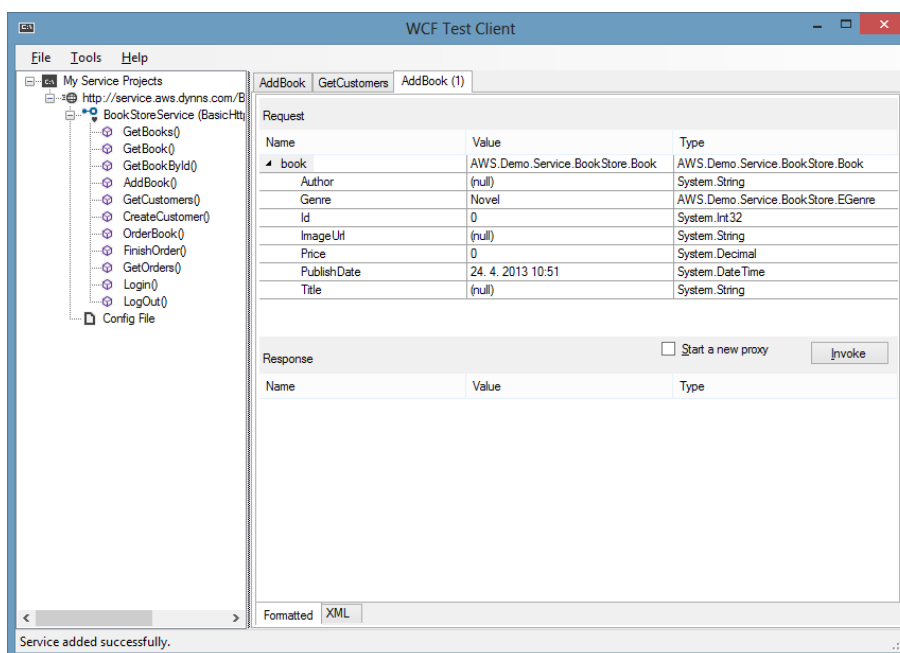 WCF Test Client
File Tools Help
My Service Projects
http://service.aws.dynns.com/B
BookStoreService (BasicHtt
GetBooks()
GetBook()
GetBookById()
AddBook()
GetCustomers()
CreateCustomer()
OrderBook()
FinishOrder()
GetOrders()
Login()
LogOut()
Config File
AddBook GetCustomers AddBook (1)
Request
Name Value Type
book AWS.Demo.Service.BookStore.Book AWS.Demo.Service.BookStore.Book
Author (null) System.String
Genre Novel AWS.Demo.Service.BookStore.EGenre
Id 0 System.Int32
ImageUrl (null) System.String
Price 0 System.Decimal
PublishDate 24. 4. 2013 10:51 System.DateTime
Title (null) System.String
Response Start a new proxy Invoke
Name Value Type
Formatted XML
Service added successfully.